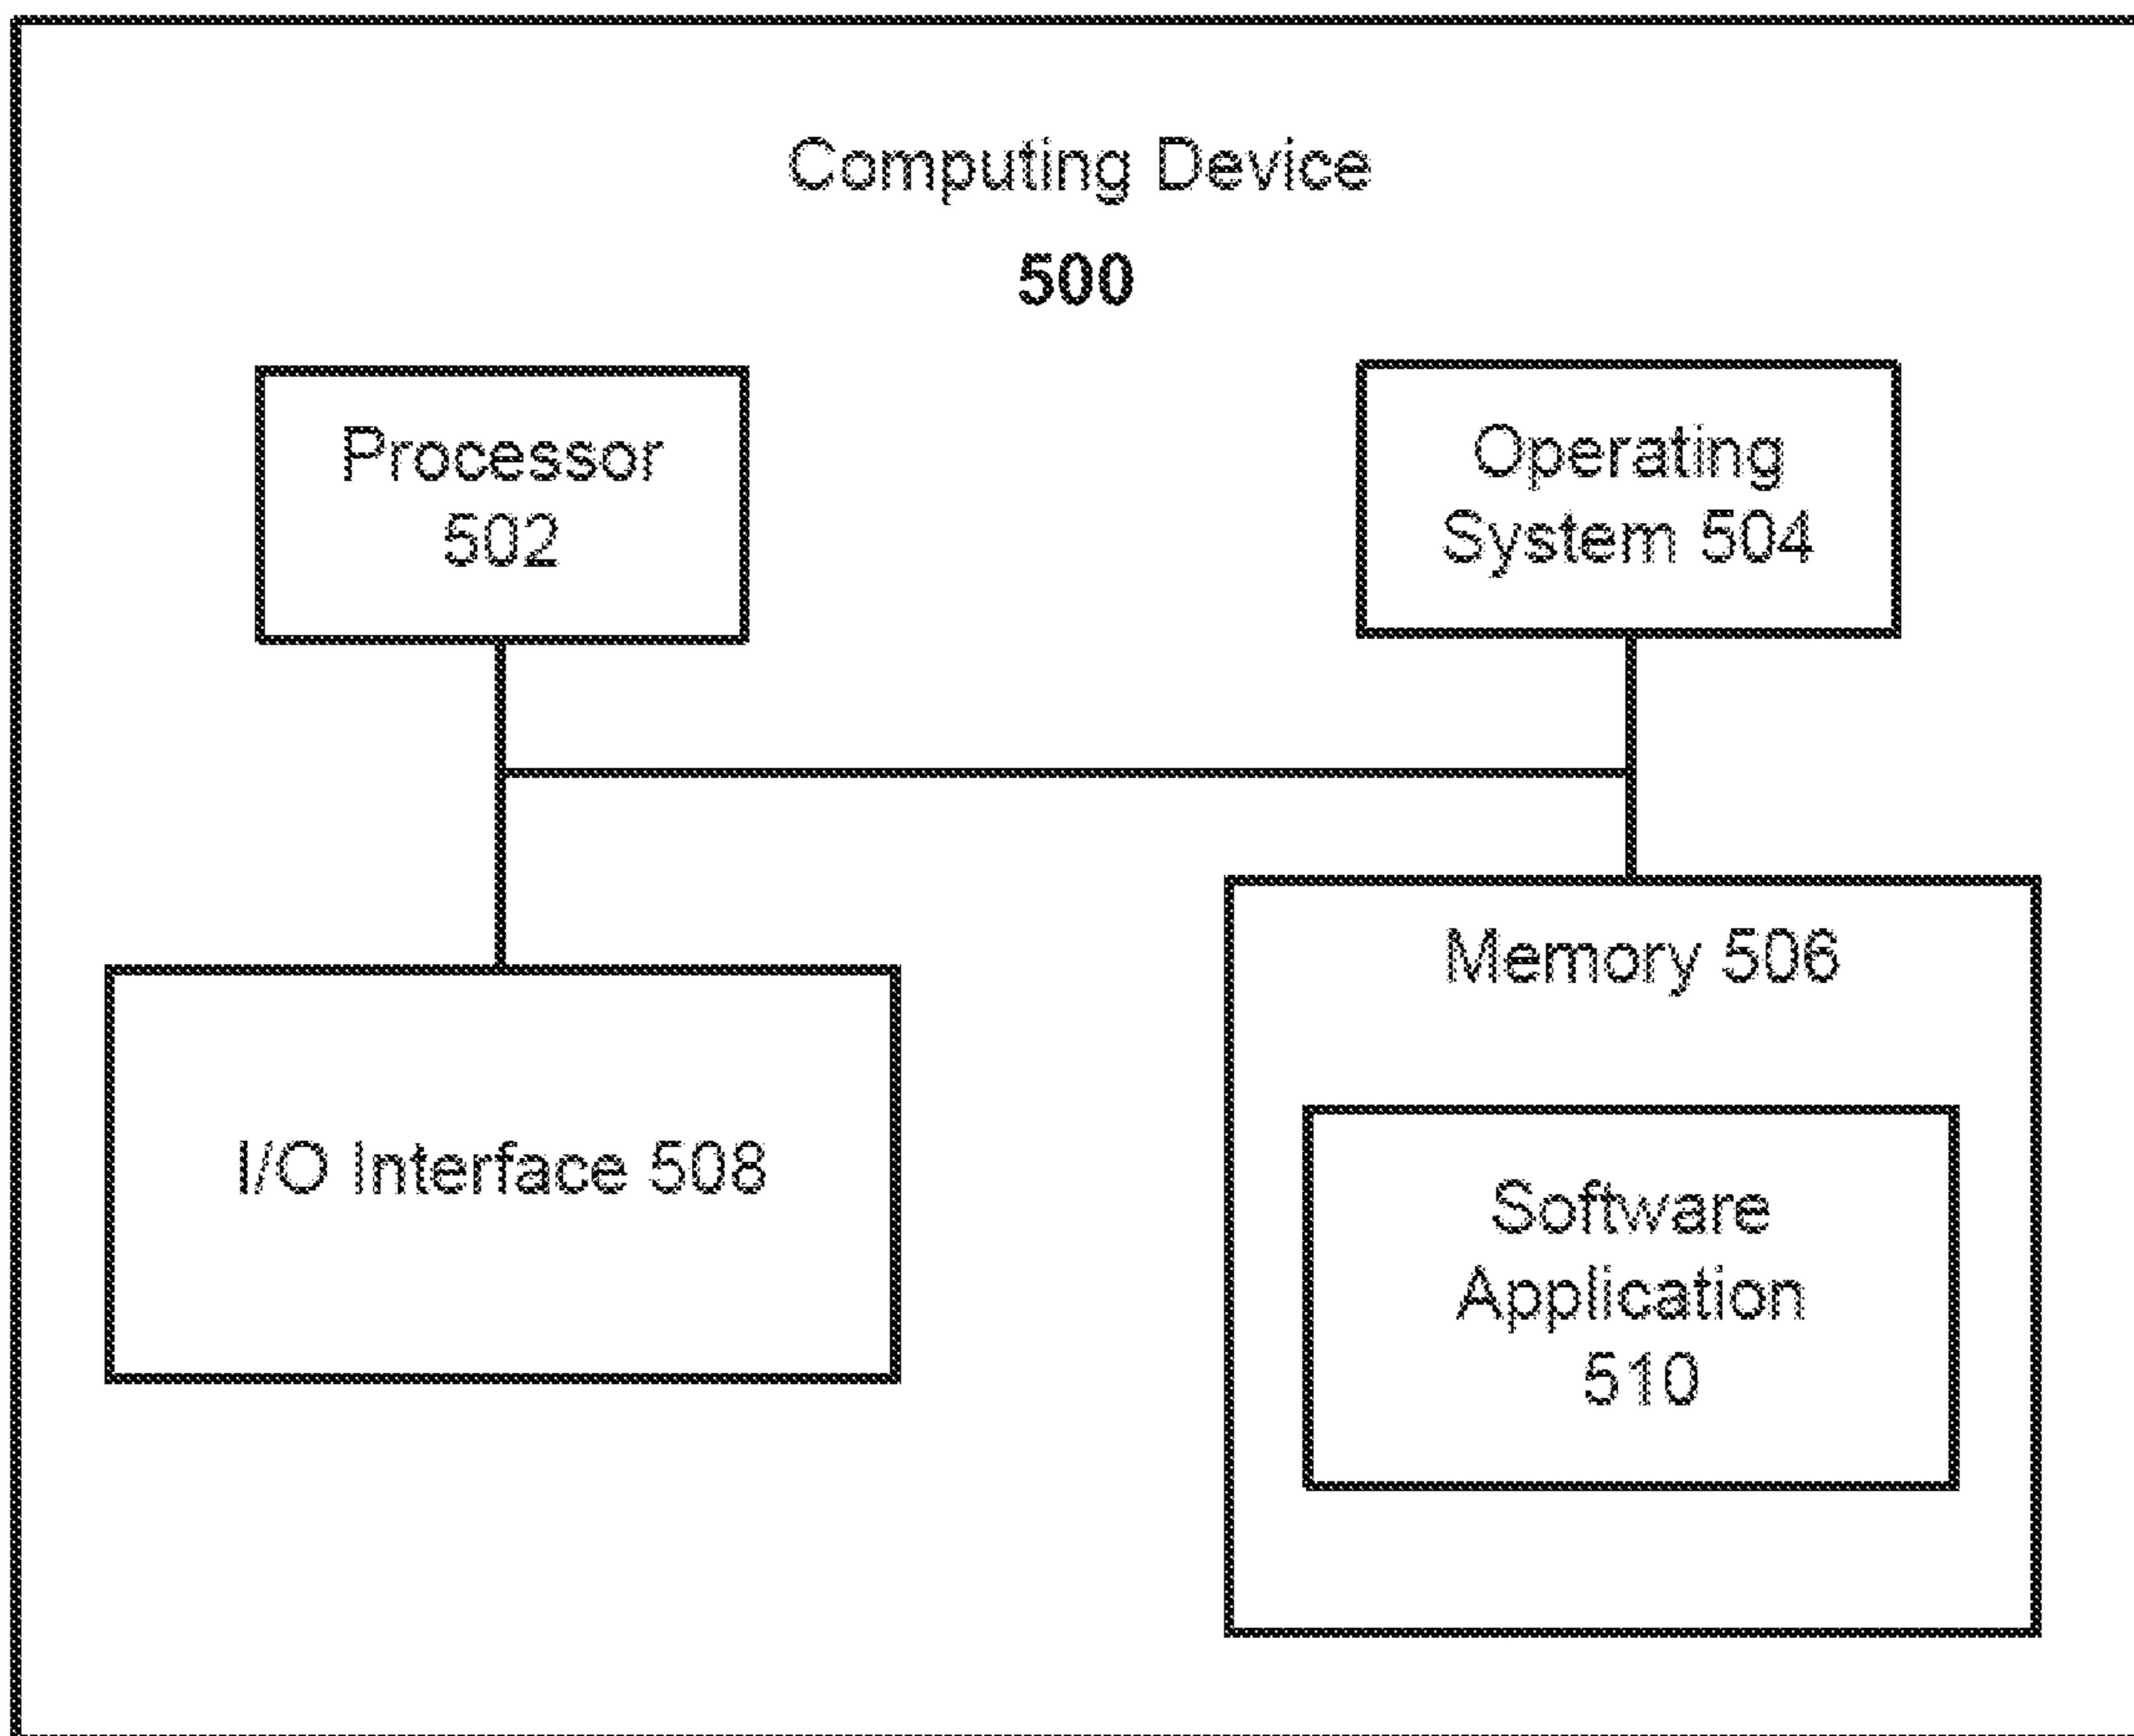 Computing Device
500
Processor
502
Operating
System 504
Memory 506
I/O Interface 508
Software
Application
510